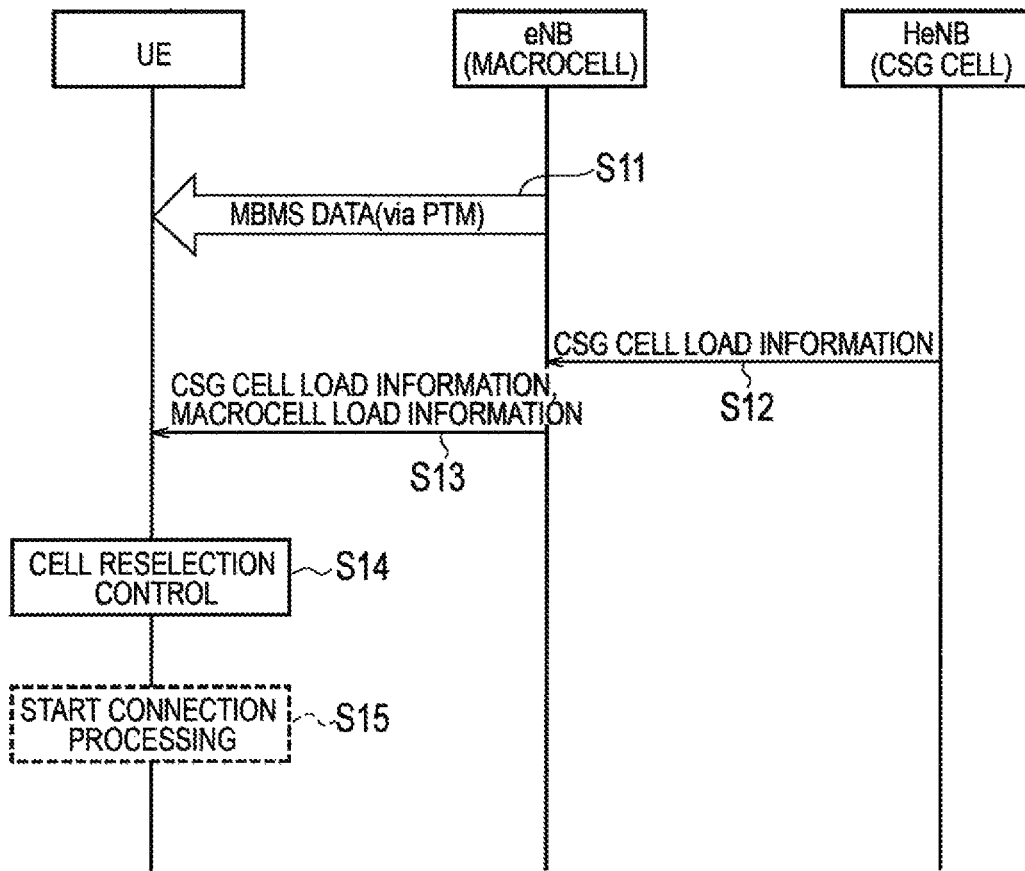 UE
eNB
(MACROCELL)
HeNB
(CSG CELL)
S11
MBMS DATA(via PTM)
CSG CELL LOAD INFORMATION
S12
CSG CELL LOAD INFORMATION,
MACROCELL LOAD INFORMATION
S13
CELL RESELECTION
CONTROL
S14
START CONNECTION
PROCESSING
S15